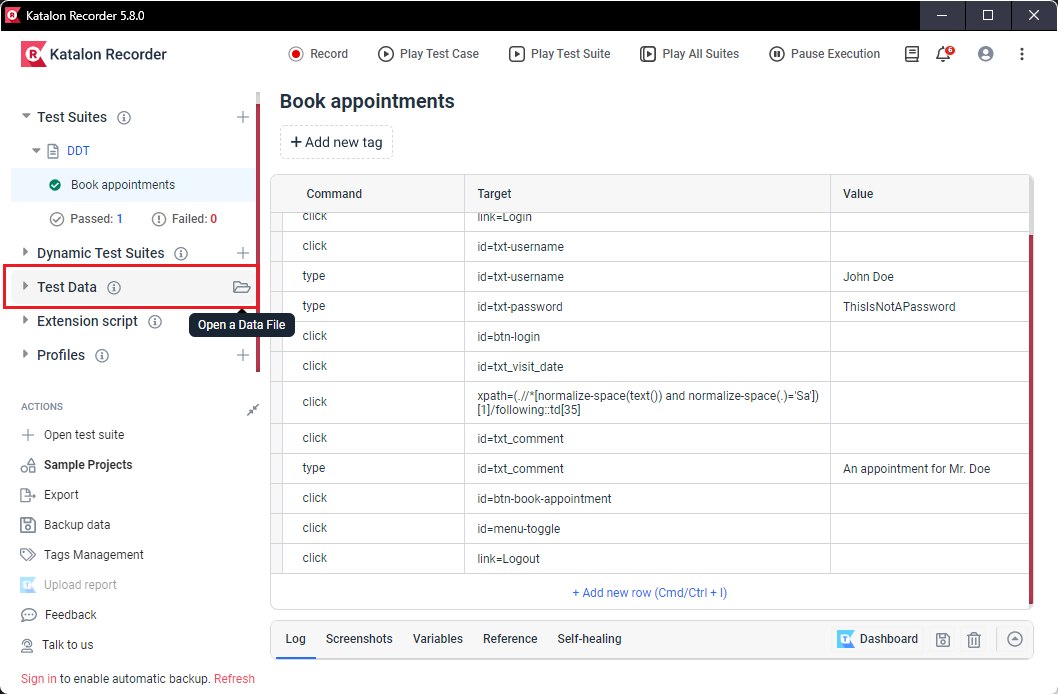 Katalon Recorder 5.8.0
Katalon Recorder
Record
Play Test Case
Play Test Suite
Play All Suites
Pause Execution
6
Test Suites
DDT
Book appointments
Passed: 1
Failed: 0
Dynamic Test Suites
Test Data
Open a Data File
Extension script
Profiles
ACTIONS
Open test suite
Sample Projects
Export
Backup data
Tags Management
Upload report
Feedback
Talk to us
Sign in to enable automatic backup. Refresh
Book appointments
+ Add new tag
Command Target Value
click link=Login
click id=txt-username
type id=txt-username John Doe
type id=txt-password ThisIsNotAPassword
click id=btn-login
click id=txt_visit_date
click xpath=(.//*[normalize-space(text()) and normalize-space(.)='Sa'])
[1]/following::td[35]
click id=txt_comment
type id=txt_comment An appointment for Mr. Doe
click id=btn-book-appointment
click id=menu-toggle
click link=Logout
+ Add new row (Cmd/Ctrl + I)
Log Screenshots Variables Reference Self-healing Dashboard